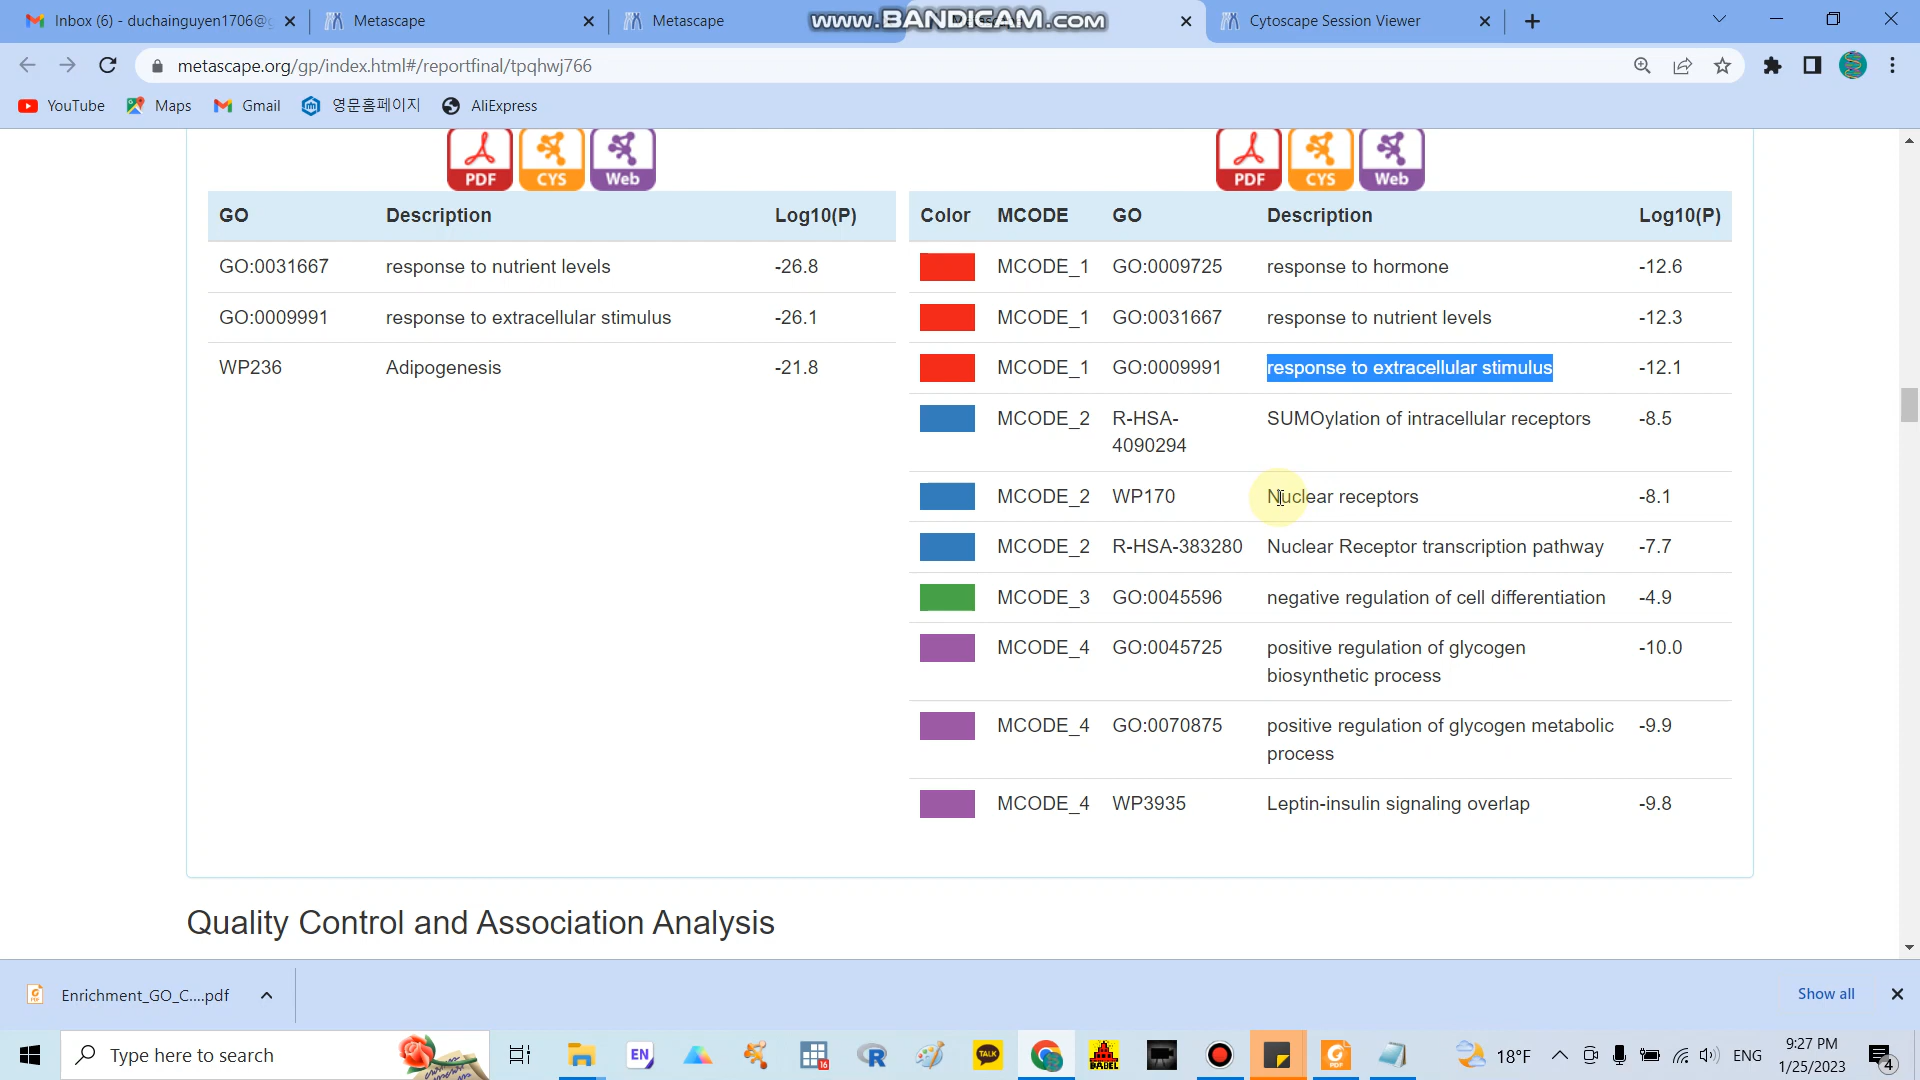 Inbox (6) - duchainguyen1706@g
Metascape
Metascape
www.BANDICAM.com
Cytoscape Session Viewer
metascape.org/gp/index.html#/reportfinal/tpqhwj766
YouTube
Maps
Gmail
영문홈페이지
AliExpress
PDF CYS Web
PDF CYS Web
GO Description Log10(P)
GO:0031667 response to nutrient levels -26.8
GO:0009991 response to extracellular stimulus -26.1
WP236 Adipogenesis -21.8
Color MCODE GO Description Log10(P)
MCODE_1 GO:0009725 response to hormone -12.6
MCODE_1 GO:0031667 response to nutrient levels -12.3
MCODE_1 GO:0009991 response to extracellular stimulus -12.1
MCODE_2 R-HSA- SUMOylation of intracellular receptors -8.5
4090294
MCODE_2 WP170 Nuclear receptors -8.1
MCODE_2 R-HSA-383280 Nuclear Receptor transcription pathway -7.7
MCODE_3 GO:0045596 negative regulation of cell differentiation -4.9
MCODE_4 GO:0045725 positive regulation of glycogen -10.0
biosynthetic process
MCODE_4 GO:0070875 positive regulation of glycogen metabolic -9.9
process
MCODE_4 WP3935 Leptin-insulin signaling overlap -9.8
Quality Control and Association Analysis
Enrichment_GO_C....pdf
Show all
Type here to search
EN
16
R
TALK
BABEL
PDF
18°F
ENG
9:27 PM
1/25/2023
4